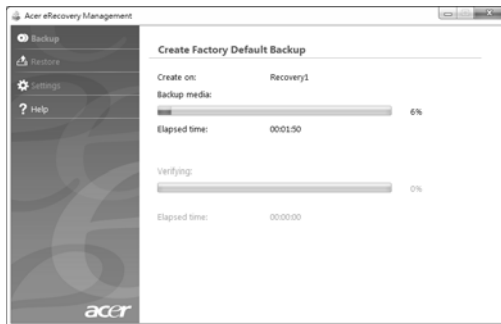 Acer eRecovery Management
Backup
Restore
Settings
? Help
Create Factory Default Backup
Create on: Recovery1
Backup media:
6%
Elapsed time: 00:01:50
Verifying:
0%
Elapsed time: 00:00:00
acer